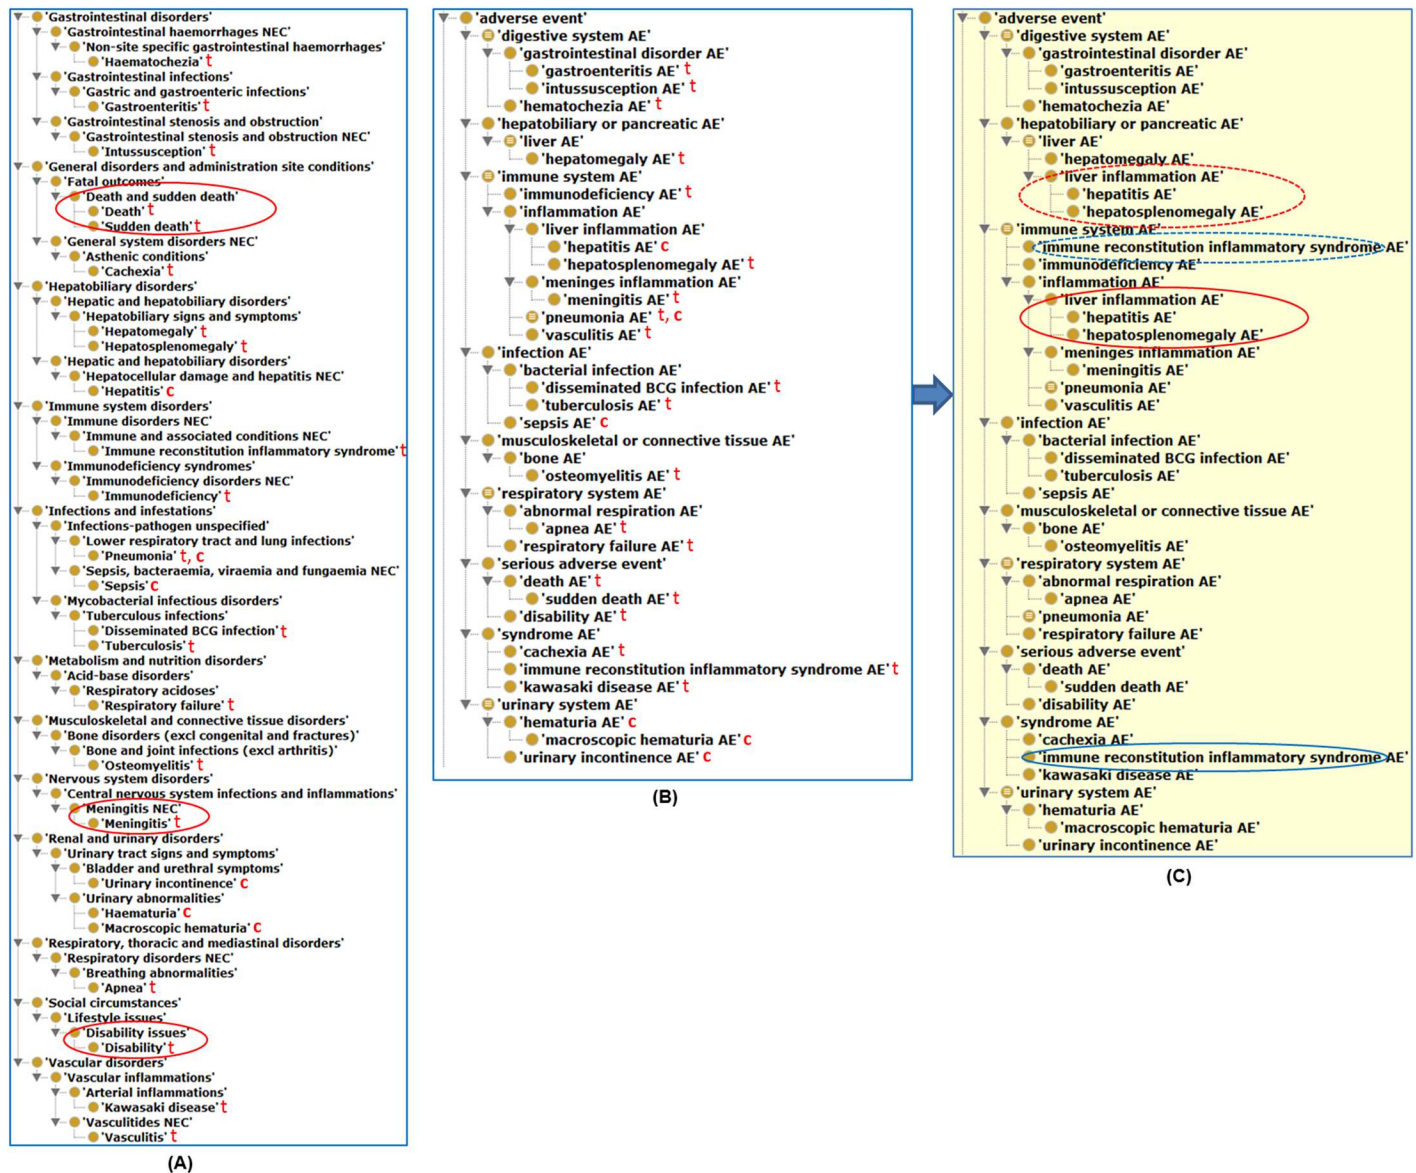 'Gastrointestinal disorders'
'Gastrointestinal haemorrhages NEC'
'Non-site specific gastrointestinal haemorrhages'
'Haematochezia' t
'Gastrointestinal infections'
'Gastric and gastroenteric infections'
'Gastroenteritis' t
'Gastrointestinal stenosis and obstruction'
'Gastrointestinal stenosis and obstruction NEC'
'Intussusception' t
'General disorders and administration site conditions'
'Fatal outcomes'
'Death and sudden death'
'Death' t
'Sudden death' t
'General system disorders NEC'
'Asthenic conditions'
'Cachexia' t
'Hepatobiliary disorders'
'Hepatic and hepatobiliary disorders'
'Hepatobiliary signs and symptoms'
'Hepatomegaly' t
'Hepatosplenomegaly' t
'Hepatic and hepatobiliary disorders'
'Hepatocellular damage and hepatitis NEC'
'Hepatitis' c
'Immune system disorders'
'Immune disorders NEC'
'Immune and associated conditions NEC'
'Immune reconstitution inflammatory syndrome' t
'Immunodeficiency syndromes'
'Immunodeficiency disorders NEC'
'Immunodeficiency' t
'Infections and infestations'
'Infections-pathogen unspecified'
'Lower respiratory tract and lung infections'
'Pneumonia' t, c
'Sepsis, bacteraemia, viraemia and fungaemia NEC'
'Sepsis' c
'Mycobacterial infectious disorders'
'Tuberculous infections'
'Disseminated BCG infection' t
'Tuberculosis' t
'Metabolism and nutrition disorders'
'Acid-base disorders'
'Respiratory acidoses'
'Respiratory failure' t
'Musculoskeletal and connective tissue disorders'
'Bone disorders (excl congenital and fractures)'
'Bone and joint infections (excl arthritis)'
'Osteomyelitis' t
'Nervous system disorders'
'Central nervous system infections and inflammations'
'Meningitis NEC'
'Meningitis' t
'Renal and urinary disorders'
'Urinary tract signs and symptoms'
'Bladder and urethral symptoms'
'Urinary incontinence' c
'Urinary abnormalities'
'Haematuria' c
'Macroscopic hematuria' c
'Respiratory, thoracic and mediastinal disorders'
'Respiratory disorders NEC'
'Breathing abnormalities'
'Apnea' t
'Social circumstances'
'Lifestyle issues'
'Disability issues'
'Disability' t
'Vascular disorders'
'Vascular inflammations'
'Arterial inflammations'
'Kawasaki disease' t
'Vasculitides NEC'
'Vasculitis' t
(A)
'adverse event'
'digestive system AE'
'gastrointestinal disorder AE'
'gastroenteritis AE' t
'intussusception AE' t
'hematochezia AE' t
'hepatobiliary or pancreatic AE'
'liver AE'
'hepatomegaly AE' t
'immune system AE'
'immunodeficiency AE' t
'inflammation AE'
'liver inflammation AE'
'hepatitis AE' c
'hepatosplenomegaly AE' t
'meninges inflammation AE'
'meningitis AE' t
'pneumonia AE' t, c
'vasculitis AE' t
'infection AE'
'bacterial infection AE'
'disseminated BCG infection AE' t
'tuberculosis AE' t
'sepsis AE' c
'musculoskeletal or connective tissue AE'
'bone AE'
'osteomyelitis AE' t
'respiratory system AE'
'abnormal respiration AE'
'apnea AE' t
'respiratory failure AE' t
'serious adverse event'
'death AE' t
'sudden death AE' t
'disability AE' t
'syndrome AE'
'cachexia AE' t
'immune reconstitution inflammatory syndrome AE' t
'kawasaki disease AE' t
'urinary system AE'
'hematuria AE' c
'macroscopic hematuria AE' c
'urinary incontinence AE' c
(B)
'adverse event'
'digestive system AE'
'gastrointestinal disorder AE'
'gastroenteritis AE'
'intussusception AE'
'hematochezia AE'
'hepatobiliary or pancreatic AE'
'liver AE'
'hepatomegaly AE'
'liver inflammation AE'
'hepatitis AE'
'hepatosplenomegaly AE'
'immune system AE'
'immune reconstitution inflammatory syndrome AE'
'immunodeficiency AE'
'inflammation AE'
'liver inflammation AE'
'hepatitis AE'
'hepatosplenomegaly AE'
'meninges inflammation AE'
'meningitis AE'
'pneumonia AE'
'vasculitis AE'
'infection AE'
'bacterial infection AE'
'disseminated BCG infection AE'
'tuberculosis AE'
'sepsis AE'
'musculoskeletal or connective tissue AE'
'bone AE'
'osteomyelitis AE'
'respiratory system AE'
'abnormal respiration AE'
'apnea AE'
'pneumonia AE'
'respiratory failure AE'
'serious adverse event'
'death AE'
'sudden death AE'
'disability AE'
'syndrome AE'
'cachexia AE'
'immune reconstitution inflammatory syndrome AE'
'kawasaki disease AE'
'urinary system AE'
'hematuria AE'
'macroscopic hematuria AE'
'urinary incontinence AE'
(C)